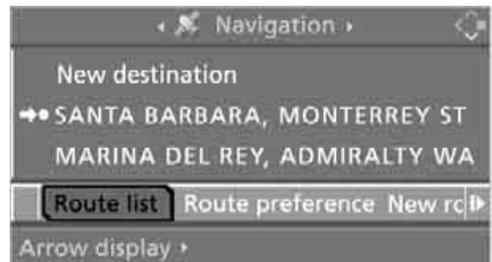 Navigation
New destination
SANTA BARBARA, MONTERREY ST
MARINA DEL REY, ADMIRALTY WA
Route list Route preference New rc
Arrow display